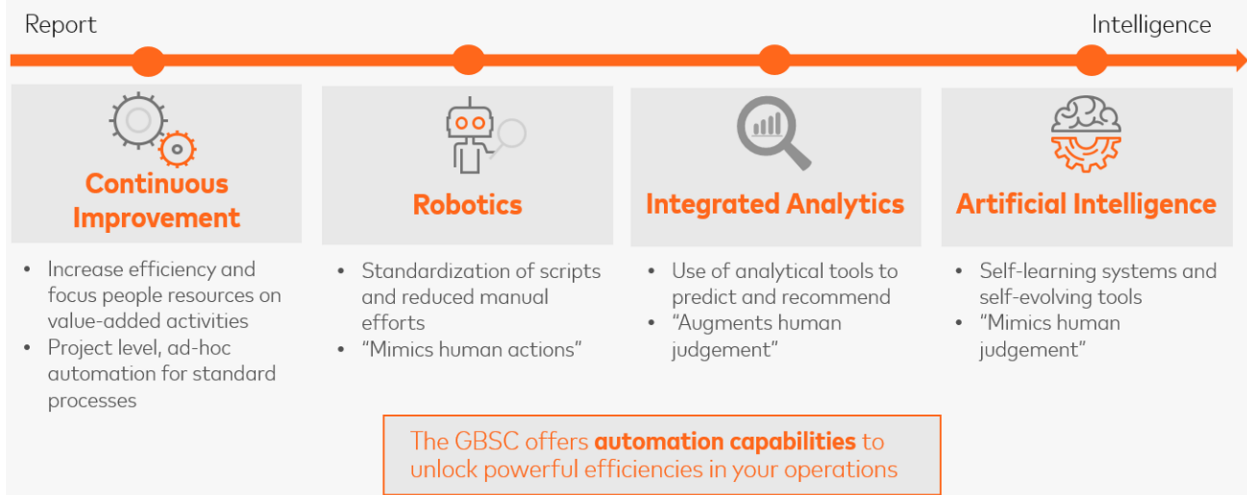 Report
Intelligence
Continuous
Improvement
• Increase efficiency and
focus people resources on
value-added activities
• Project level, ad-hoc
automation for standard
processes
Robotics
• Standardization of scripts
and reduced manual
efforts
• “Mimics human actions”
Integrated Analytics
• Use of analytical tools to
predict and recommend
• “Augments human
judgement”
Artificial Intelligence
• Self-learning systems and
self-evolving tools
• “Mimics human
judgement”
The GBSC offers automation capabilities to
unlock powerful efficiencies in your operations